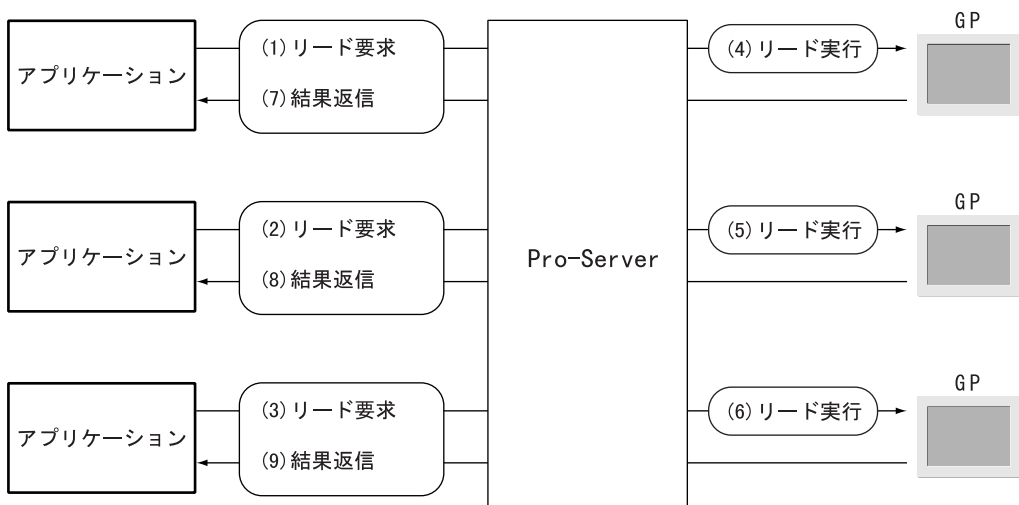 GP
(1)リード要求
(4)リード実行
アプリケーション
(7)結果返信
GP
(2)リード要求
(5)リード実行
アプリケーション
Pro-Server
(8)結果返信
GP
(3)リード要求
(6)リード実行
アプリケーション
(9)結果返信